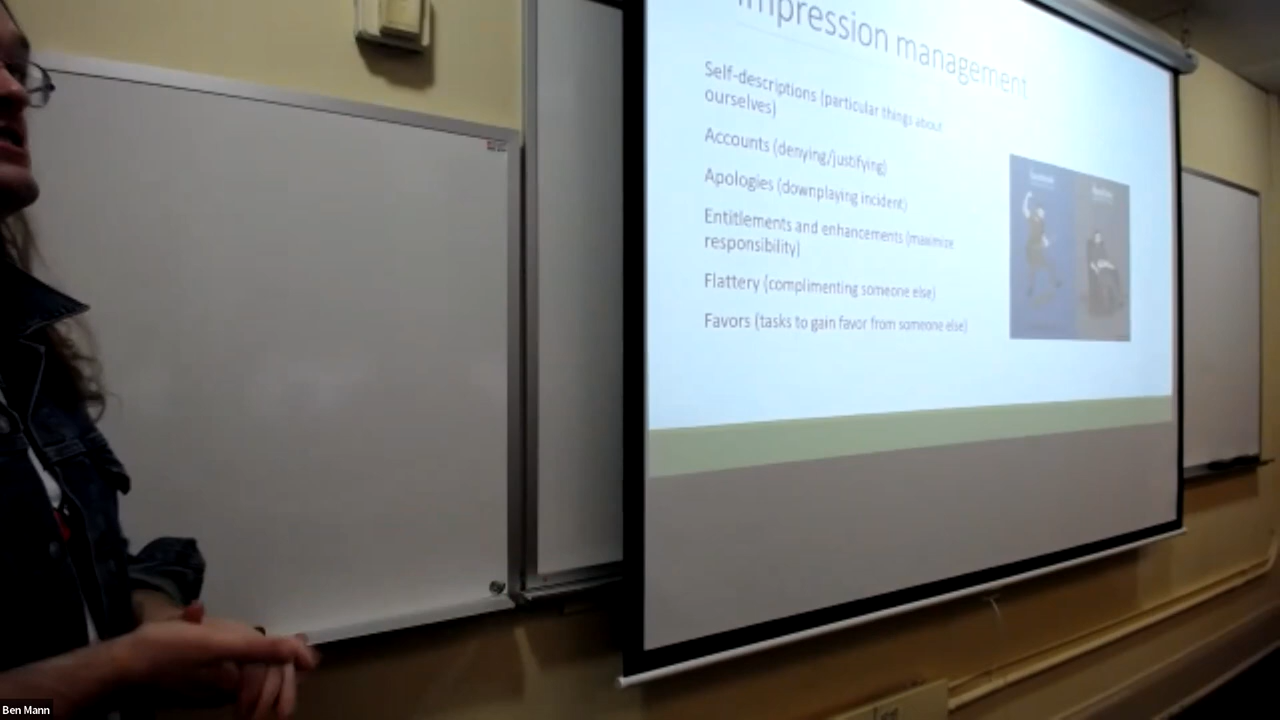 Impression management
Self-descriptions (particular things about
ourselves)
Accounts (denying/justifying)
Apologies (downplaying incident)
Entitlements and enhancements (maximize
responsibility)
Flattery (complimenting someone else)
Favors (tasks to gain favor from someone else)
Ben Mann